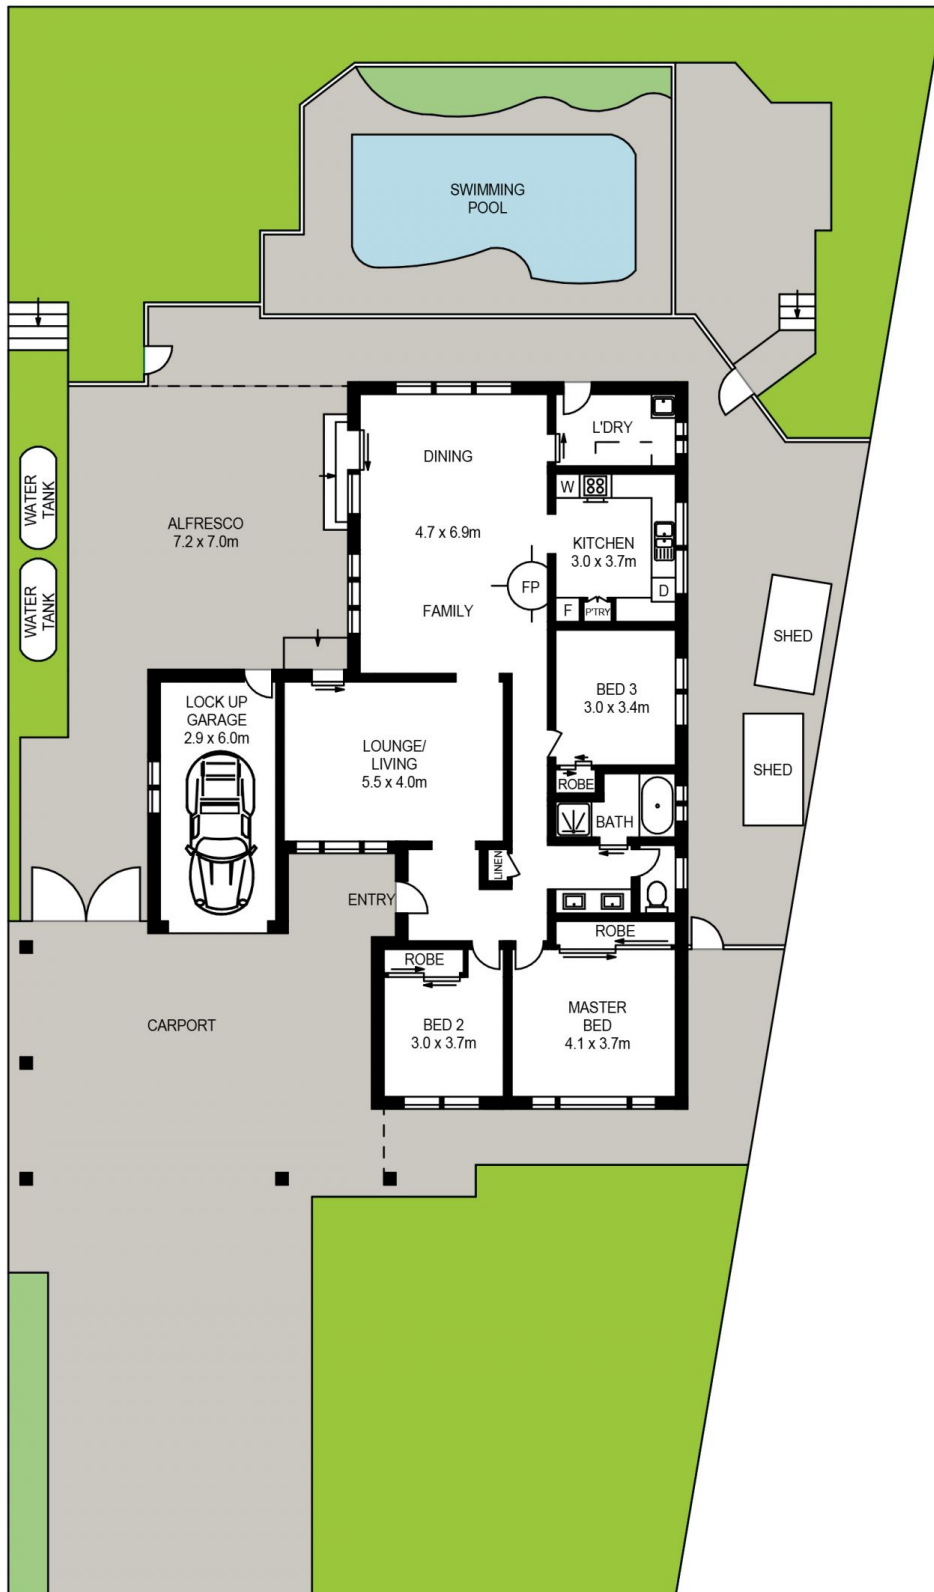 SWIMMING
POOL
L'DRY
DINING
WATER
TANK
W
ALFRESCO
7.2 x 7.0m
4.7 x 6.9m
KITCHEN
3.0 x 3.7m
FP
D
WATER
TANK
FAMILY
F
P'TRY
SHED
BED 3
3.0 x 3.4m
LOCK UP
GARAGE
2.9 x 6.0m
LOUNGE/
LIVING
5.5 x 4.0m
SHED
ROBE
BATH
LINEN
ENTRY
ROBE
ROBE
CARPORT
BED 2
3.0 x 3.7m
MASTER
BED
4.1 x 3.7m